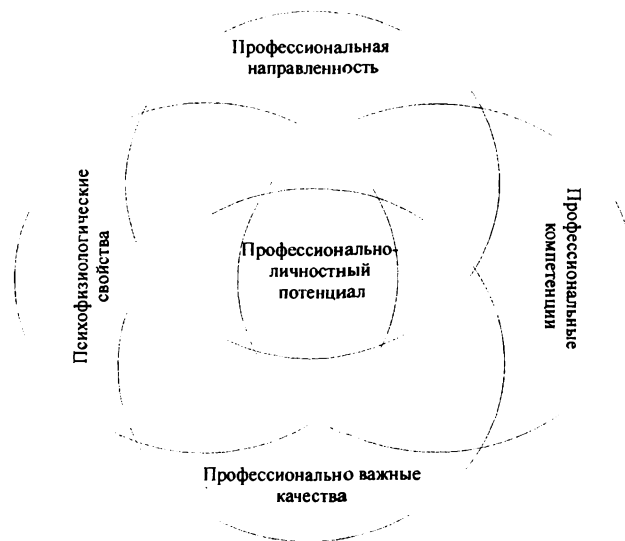 Профессиональная
направленность
Психофизиологические
свойства
Профессионально-
личностный
потенциал
Профессиональные
компетенции
Профессионально важные
качества